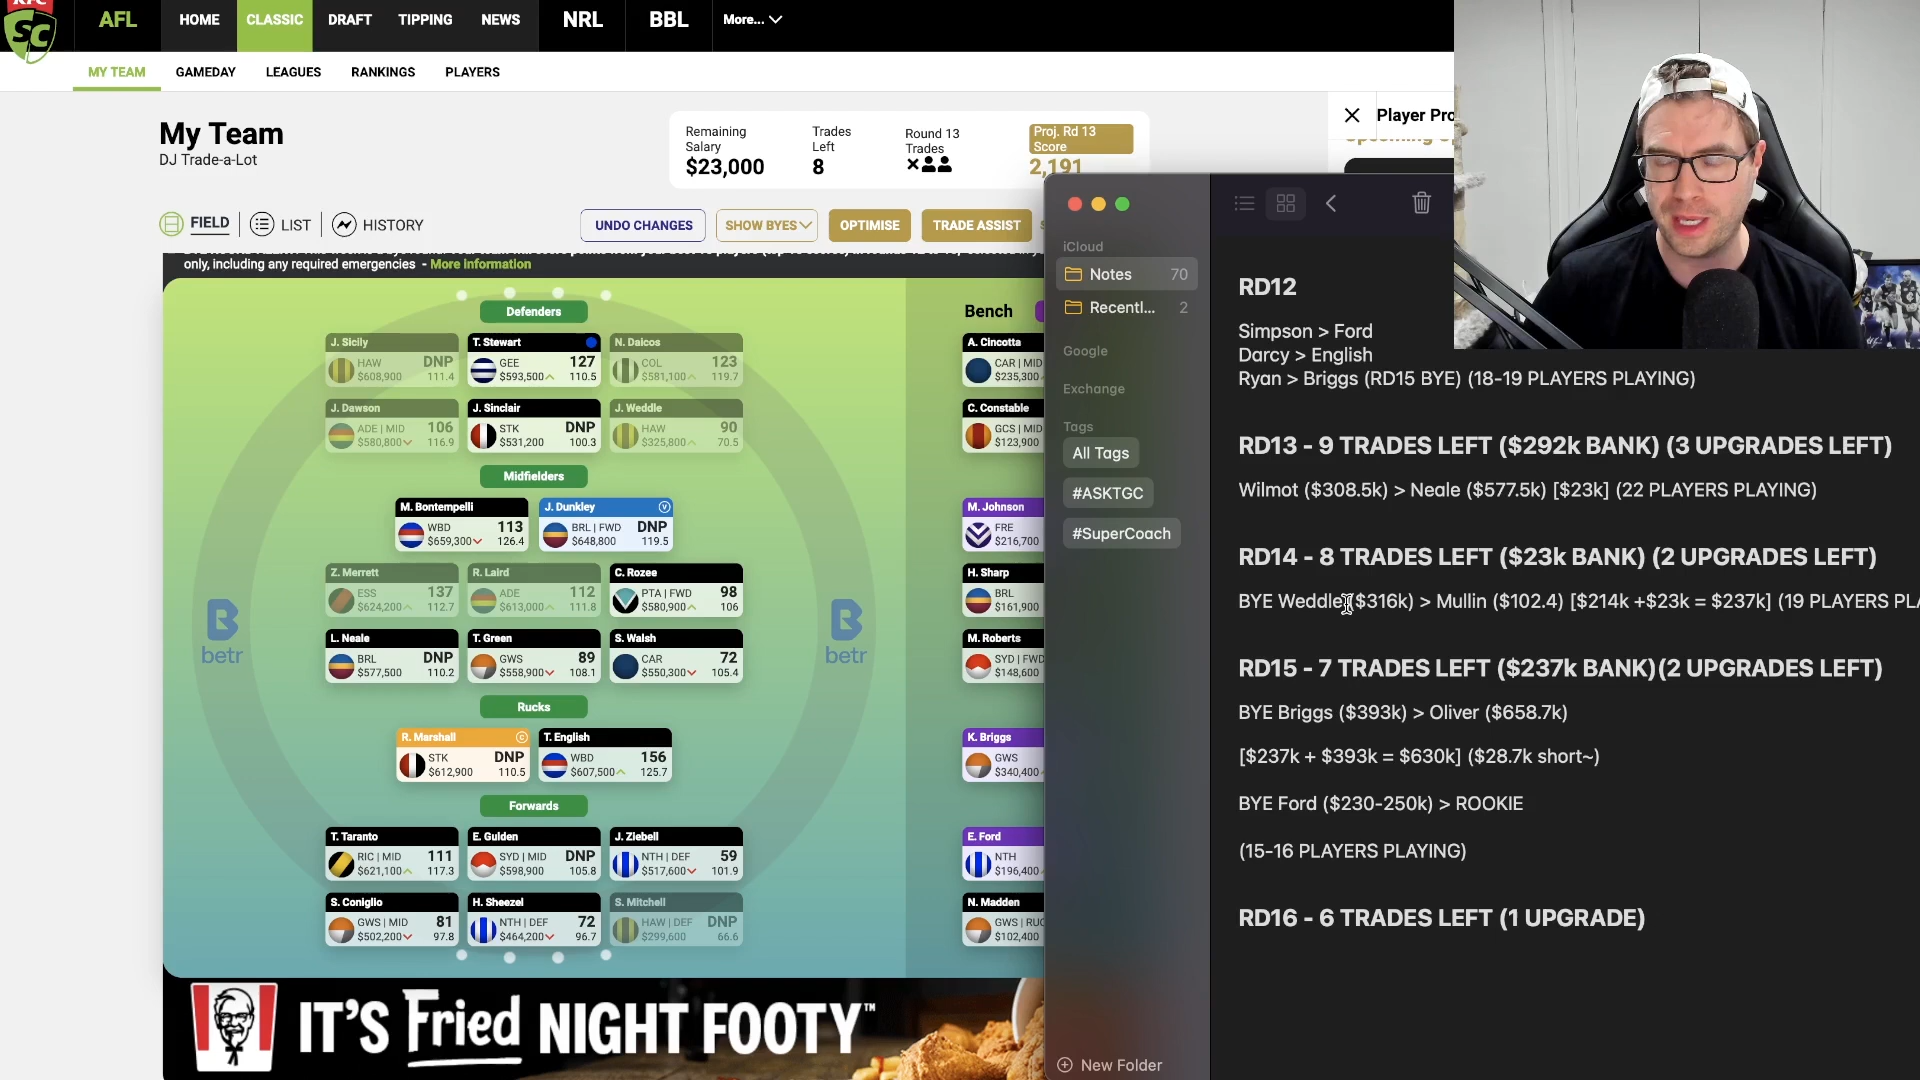 KFC
SC
AFL
HOME
CLASSIC
DRAFT
TIPPING
NEWS
NRL
BBL
More...
MY TEAM
GAMEDAY
LEAGUES
RANKINGS
PLAYERS
My Team
DJ Trade-a-Lot
Remaining Salary
$23,000
Trades Left
8
Round 13 Trades
Proj. Rd 13 Score
2,191
Player Pro
FIELD
LIST
HISTORY
UNDO CHANGES
SHOW BYES
OPTIMISE
TRADE ASSIST
only, including any required emergencies - More information
Defenders
J. Sicily
HAW DNP
$608,900 111.4
T. Stewart
GEE 127
$593,500 110.5
N. Daicos
COL 123
$581,100 119.7
J. Dawson
ADE | MID 106
$580,800 116.9
J. Sinclair
STK DNP
$531,200 100.3
J. Weddle
HAW 90
$325,800 70.5
Midfielders
M. Bontempelli
WBD 113
$659,300 126.4
J. Dunkley V
BRL | FWD DNP
$648,800 119.5
Z. Merrett
ESS 137
$624,200 112.7
R. Laird
ADE 112
$613,000 111.8
C. Rozee
PTA | FWD 98
$580,900 106
L. Neale
BRL DNP
$577,500 110.2
T. Green
GWS 89
$558,900 108.1
S. Walsh
CAR 72
$550,300 105.4
Rucks
R. Marshall C
STK DNP
$612,900 110.5
T. English
WBD 156
$607,500 125.7
Forwards
T. Taranto
RIC | MID 111
$621,100 117.3
E. Gulden
SYD | MID DNP
$598,900 105.8
J. Ziebell
NTH | DEF 59
$517,600 101.9
S. Coniglio
GWS | MID 81
$502,200 97.8
H. Sheezel
NTH | DEF 72
$464,200 96.7
S. Mitchell
HAW | DEF DNP
$299,600 66.6
B
betr
B
betr
Bench
A. Cincotta
CAR | MID
$235,300
C. Constable
GCS | MID
$123,900
M. Johnson
FRE
$216,700
H. Sharp
BRL
$161,900
M. Roberts
SYD | FWD
$148,600
K. Briggs
GWS
$340,400
E. Ford
NTH
$196,400
N. Madden
GWS | RUC
$102,400
IT'S Fried NIGHT FOOTY™
KFC
iCloud
Notes 70
Recentl... 2
Google
Exchange
Tags
All Tags
#ASKTGC
#SuperCoach
New Folder
RD12
Simpson > Ford
Darcy > English
Ryan > Briggs (RD15 BYE) (18-19 PLAYERS PLAYING)
RD13 - 9 TRADES LEFT ($292k BANK) (3 UPGRADES LEFT)
Wilmot ($308.5k) > Neale ($577.5k) [$23k] (22 PLAYERS PLAYING)
RD14 - 8 TRADES LEFT ($23k BANK) (2 UPGRADES LEFT)
BYE Weddle ($316k) > Mullin ($102.4) [$214k +$23k = $237k] (19 PLAYERS PLA
RD15 - 7 TRADES LEFT ($237k BANK)(2 UPGRADES LEFT)
BYE Briggs ($393k) > Oliver ($658.7k)
[$237k + $393k = $630k] ($28.7k short~)
BYE Ford ($230-250k) > ROOKIE
(15-16 PLAYERS PLAYING)
RD16 - 6 TRADES LEFT (1 UPGRADE)